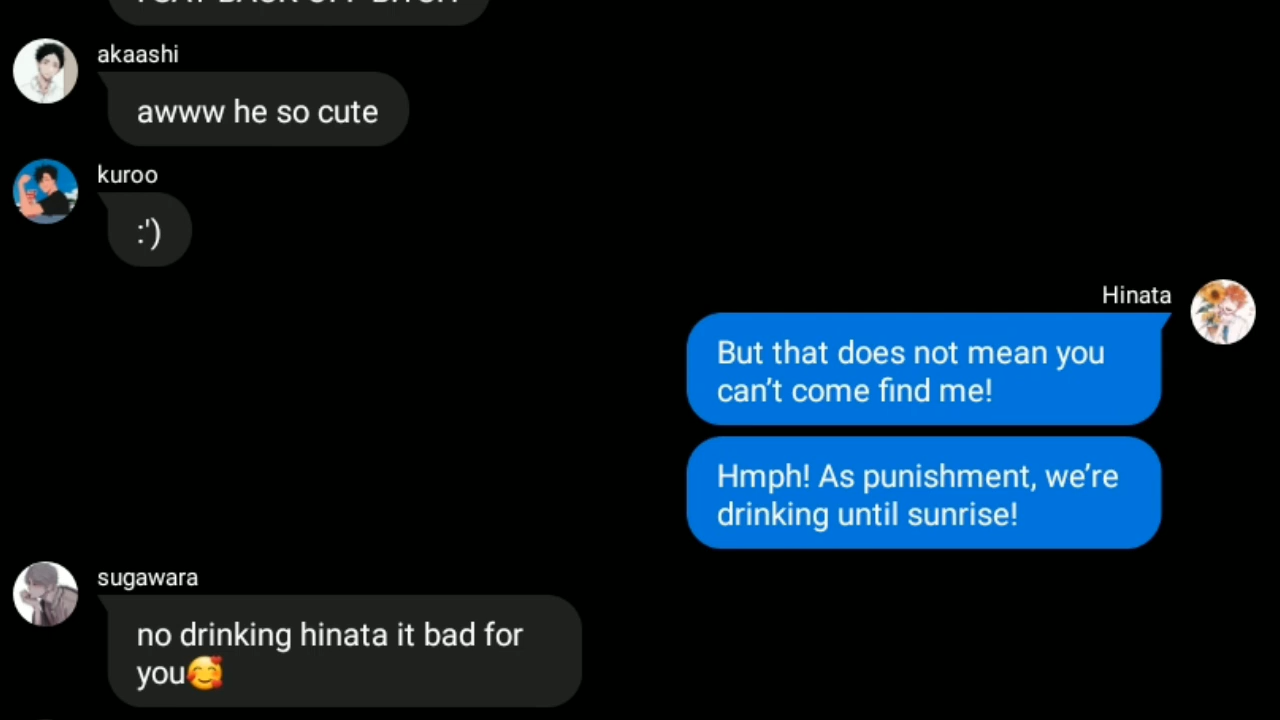 akaashi
awww he so cute
kuroo
:')
Hinata
But that does not mean you
can’t come find me!
Hmph! As punishment, we’re
drinking until sunrise!
sugawara
no drinking hinata it bad for
you🥰